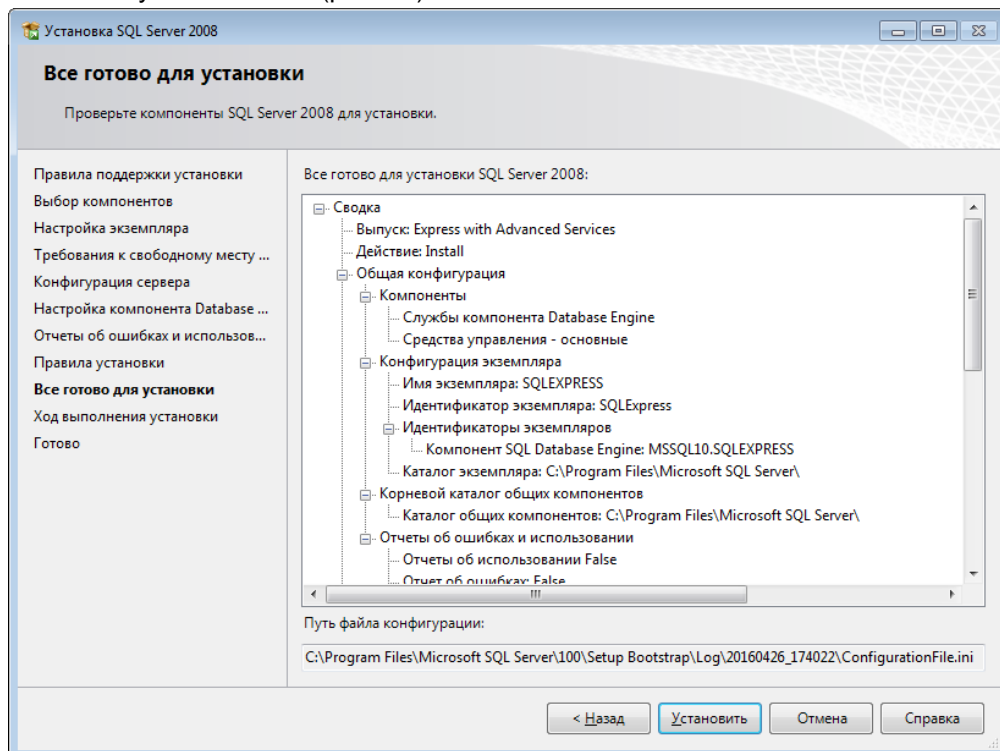 Установка SQL Server 2008
Все готово для установки
Проверьте компоненты SQL Server 2008 для установки.
Правила поддержки установки
Выбор компонентов
Настройка экземпляра
Требования к свободному месту ...
Конфигурация сервера
Настройка компонента Database ...
Отчеты об ошибках и использов...
Правила установки
Все готово для установки
Ход выполнения установки
Готово
Все готово для установки SQL Server 2008:
Сводка
Выпуск: Express with Advanced Services
Действие: Install
Общая конфигурация
Компоненты
Службы компонента Database Engine
Средства управления - основные
Конфигурация экземпляра
Имя экземпляра: SQLEXPRESS
Идентификатор экземпляра: SQLExpress
Идентификаторы экземпляров
Компонент SQL Database Engine: MSSQL10.SQLEXPRESS
Каталог экземпляра: C:\Program Files\Microsoft SQL Server\
Корневой каталог общих компонентов
Каталог общих компонентов: C:\Program Files\Microsoft SQL Server\
Отчеты об ошибках и использовании
Отчеты об использовании False
Отчет об ошибках: False
Путь файла конфигурации:
C:\Program Files\Microsoft SQL Server\100\Setup Bootstrap\Log\20160426_174022\ConfigurationFile.ini
< Назад
Установить
Отмена
Справка